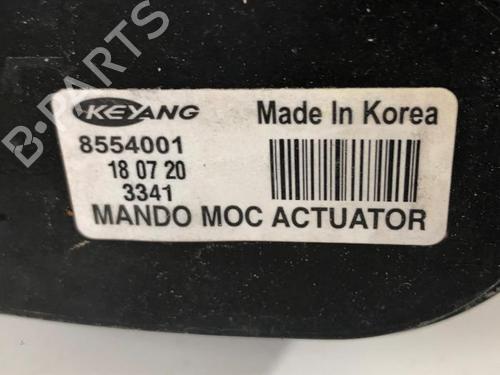 KEYANG
Made In Korea
8554001
18 07 20
3341
MANDO MOC ACTUATOR
B-PARTS